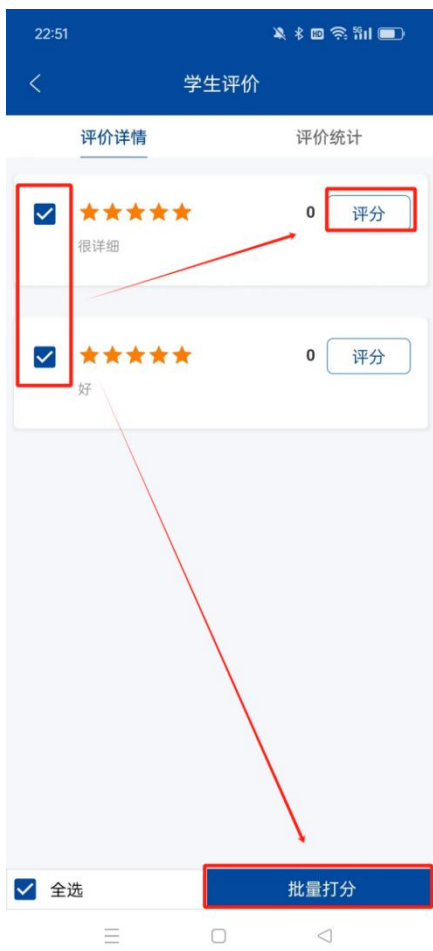 22:51
学生评价
评价详情 评价统计
0 评分
很详细
0 评分
好
全选 批量打分